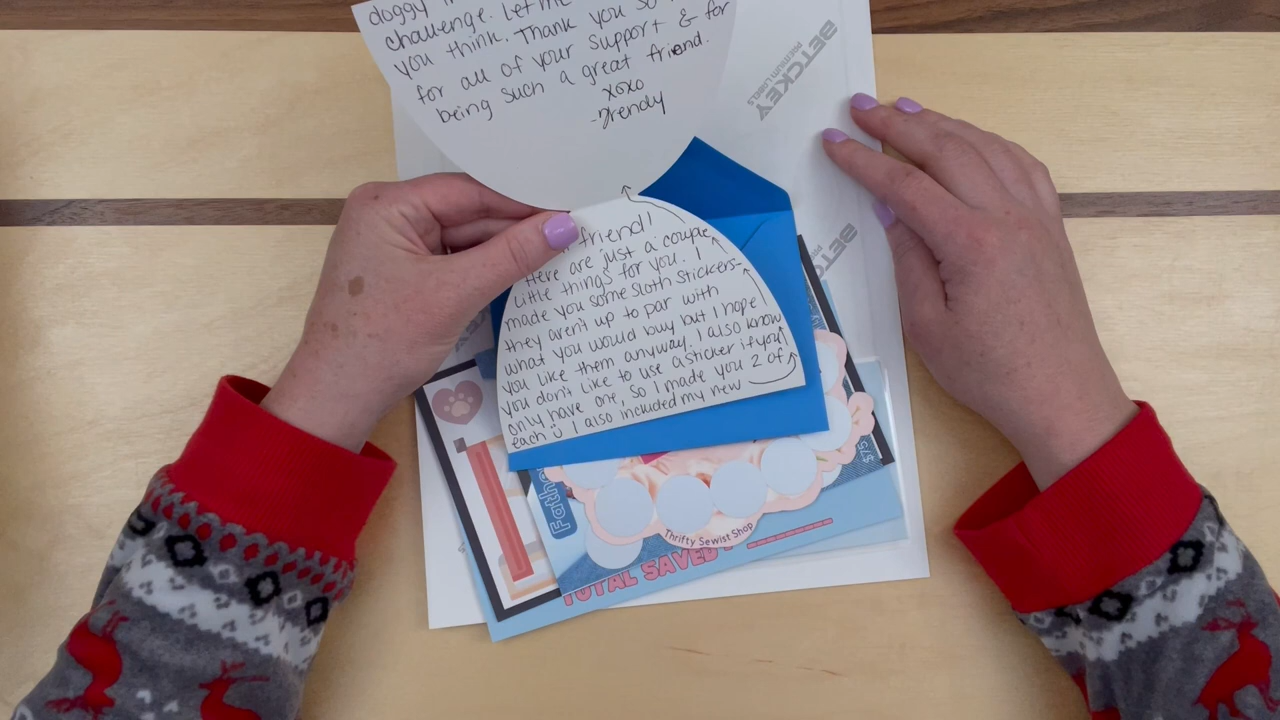 doggy
challenge. Let me
you think. Thank you so
for all of your support & for
being such a great friend.
xoxo
-Trendy
BETCKEY
PREMIUM LABELS
BETCKEY
friend!
Here are just a couple
little things for you. I
made you some sloth stickers-
they aren't up to par with
what you would buy but I hope
you like them anyway. I also know
you don't like to use a sticker if you
only have one, so I made you 2 of
each :) I also included my new
Thrifty Sewist Shop
TOTAL SAVED